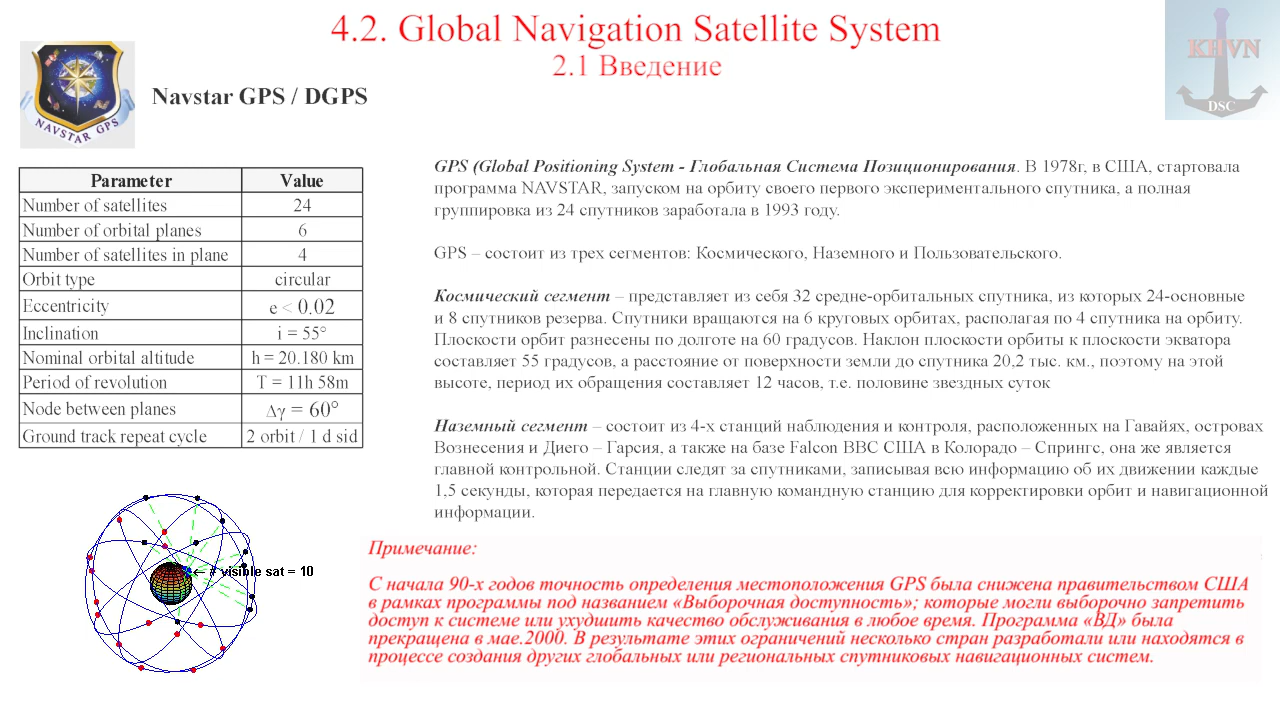 4.2. Global Navigation Satellite System
2.1 Введение
KHVN
DSC
NAVSTAR GPS
Navstar GPS / DGPS
Parameter Value
Number of satellites 24
Number of orbital planes 6
Number of satellites in plane 4
Orbit type circular
Eccentricity e < 0.02
Inclination i = 55°
Nominal orbital altitude h = 20.180 km
Period of revolution T = 11h 58m
Node between planes Δγ = 60°
Ground track repeat cycle 2 orbit / 1 d sid
← # visible sat = 10
GPS (Global Positioning System - Глобальная Система Позиционирования. В 1978г, в США, стартовала
программа NAVSTAR, запуском на орбиту своего первого экспериментального спутника, а полная
группировка из 24 спутников заработала в 1993 году.
GPS – состоит из трех сегментов: Космического, Наземного и Пользовательского.
Космический сегмент – представляет из себя 32 средне-орбитальных спутника, из которых 24-основные
и 8 спутников резерва. Спутники вращаются на 6 круговых орбитах, располагая по 4 спутника на орбиту.
Плоскости орбит разнесены по долготе на 60 градусов. Наклон плоскости орбиты к плоскости экватора
составляет 55 градусов, а расстояние от поверхности земли до спутника 20,2 тыс. км., поэтому на этой
высоте, период их обращения составляет 12 часов, т.е. половине звездных суток
Наземный сегмент – состоит из 4-х станций наблюдения и контроля, расположенных на Гавайях, островах
Вознесения и Диего – Гарсия, а также на базе Falcon ВВС США в Колорадо – Спрингс, она же является
главной контрольной. Станции следят за спутниками, записывая всю информацию об их движении каждые
1,5 секунды, которая передается на главную командную станцию для корректировки орбит и навигационной
информации.
Примечание:
С начала 90-х годов точность определения местоположения GPS была снижена правительством США
в рамках программы под названием «Выборочная доступность»; которые могли выборочно запретить
доступ к системе или ухудшить качество обслуживания в любое время. Программа «ВД» была
прекращена в мае.2000. В результате этих ограничений несколько стран разработали или находятся в
процессе создания других глобальных или региональных спутниковых навигационных систем.